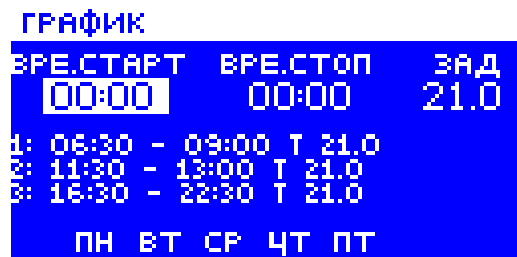 ГРАФИК
ВРЕ.СТАРТ ВРЕ.СТОП ЗАД
00:00 00:00 21.0
1: 06:30 - 09:00 T 21.0
2: 11:30 - 13:00 T 21.0
3: 16:30 - 22:30 T 21.0
ПН ВТ СР ЧТ ПТ